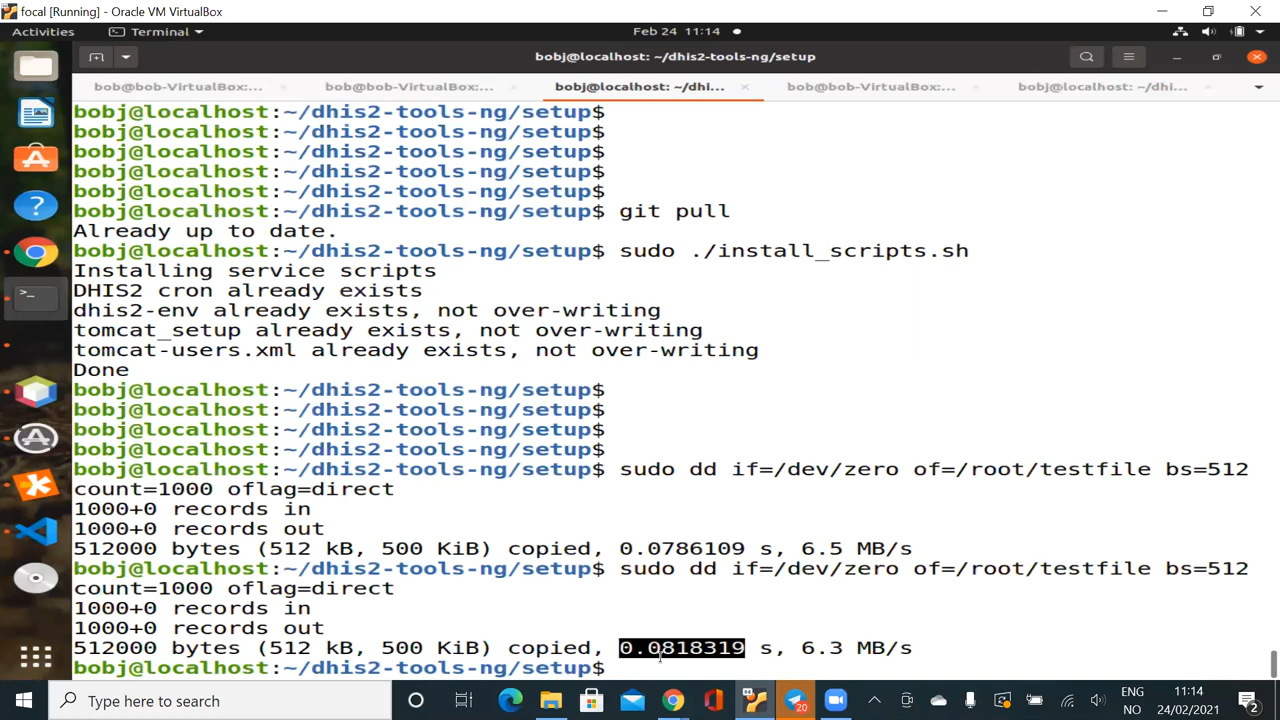 focal [Running] - Oracle VM VirtualBox
Activities
Terminal
Feb 24 11:14
bobj@localhost: ~/dhis2-tools-ng/setup
bob@bob-VirtualBox:...
bob@bob-VirtualBox:...
bobj@localhost: ~/dhi...
bob@bob-VirtualBox:...
bobj@localhost: ~/dhi...
bobj@localhost:~/dhis2-tools-ng/setup$
bobj@localhost:~/dhis2-tools-ng/setup$
bobj@localhost:~/dhis2-tools-ng/setup$
bobj@localhost:~/dhis2-tools-ng/setup$
bobj@localhost:~/dhis2-tools-ng/setup$
bobj@localhost:~/dhis2-tools-ng/setup$ git pull
Already up to date.
bobj@localhost:~/dhis2-tools-ng/setup$ sudo ./install_scripts.sh
Installing service scripts
DHIS2 cron already exists
dhis2-env already exists, not over-writing
tomcat_setup already exists, not over-writing
tomcat-users.xml already exists, not over-writing
Done
bobj@localhost:~/dhis2-tools-ng/setup$
bobj@localhost:~/dhis2-tools-ng/setup$
bobj@localhost:~/dhis2-tools-ng/setup$
bobj@localhost:~/dhis2-tools-ng/setup$
bobj@localhost:~/dhis2-tools-ng/setup$ sudo dd if=/dev/zero of=/root/testfile bs=512
count=1000 oflag=direct
1000+0 records in
1000+0 records out
512000 bytes (512 kB, 500 KiB) copied, 0.0786109 s, 6.5 MB/s
bobj@localhost:~/dhis2-tools-ng/setup$ sudo dd if=/dev/zero of=/root/testfile bs=512
count=1000 oflag=direct
1000+0 records in
1000+0 records out
512000 bytes (512 kB, 500 KiB) copied, 0.0818319 s, 6.3 MB/s
bobj@localhost:~/dhis2-tools-ng/setup$
Type here to search
20
ENG
NO
11:14
24/02/2021
2